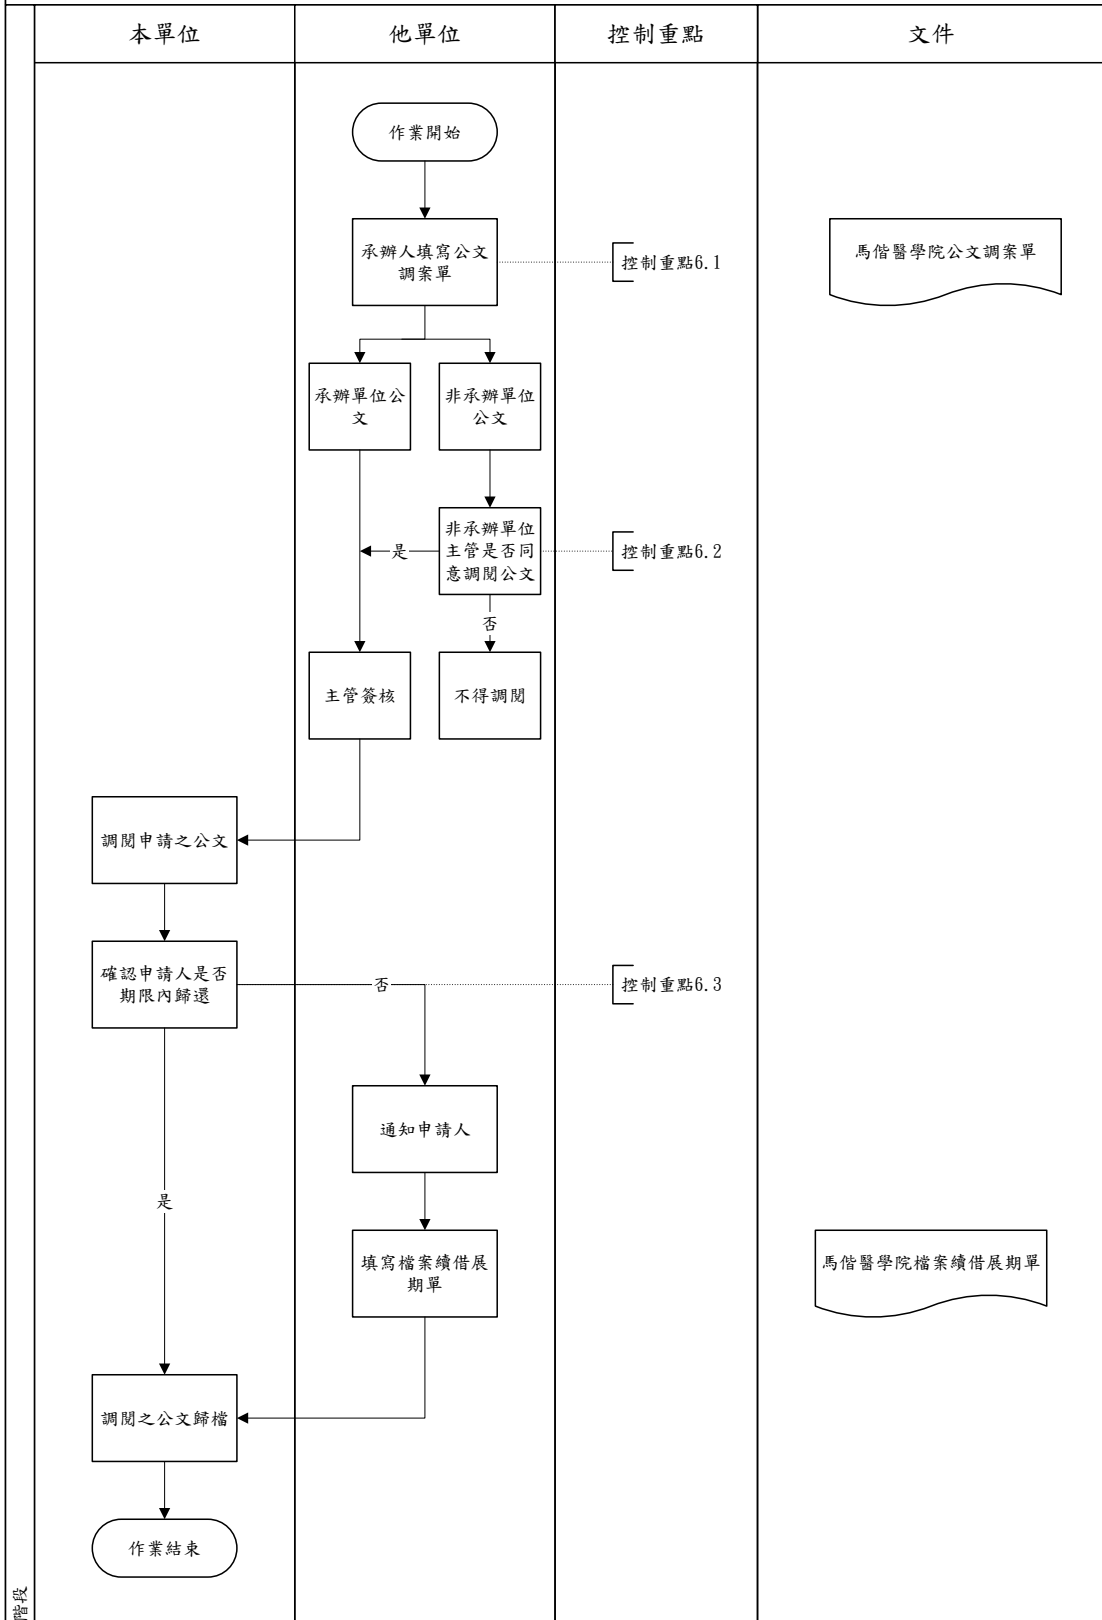 本單位
他單位
控制重點
文件
作業開始
承辦人填寫公文
調案單
控制重點6.1
馬偕醫學院公文調案單
承辦單位公
文
非承辦單位
公文
非承辦單位
主管是否同
意調閱公文
是
控制重點6.2
否
主管簽核
不得調閱
調閱申請之公文
確認申請人是否
期限內歸還
否
控制重點6.3
通知申請人
是
填寫檔案續借展
期單
馬偕醫學院檔案續借展期單
調閱之公文歸檔
作業結束
階段